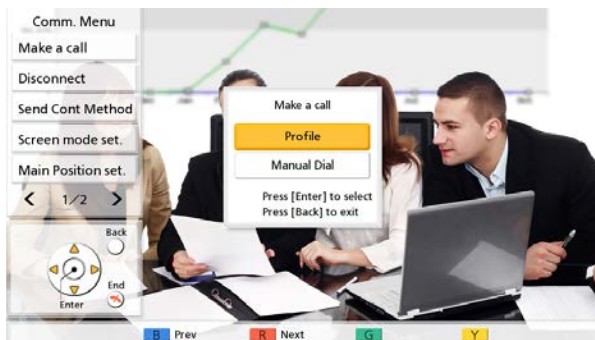 Comm. Menu
Make a call
Disconnect
Send Cont Method
Screen mode set.
Main Position set.
< 1/2 >
Back
End
Enter
Make a call
Profile
Manual Dial
Press [Enter] to select
Press [Back] to exit
B Prev R Next G Y